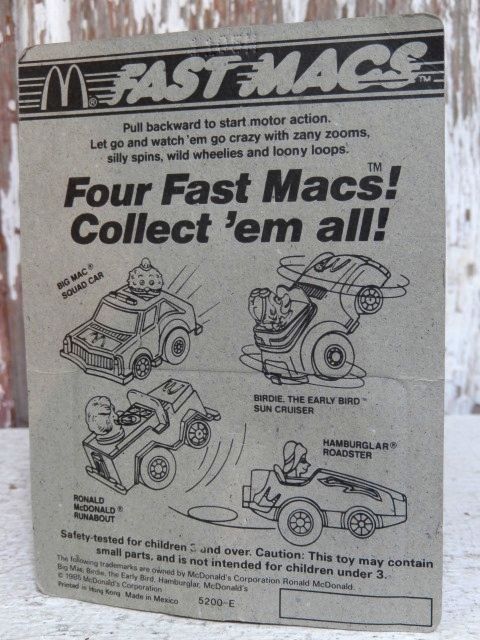 M® FAST MACS™
Pull backward to start motor action.
Let go and watch 'em go crazy with zany zooms,
silly spins, wild wheelies and loony loops.
Four Fast Macs!™
Collect 'em all!
BIG MAC®
SQUAD CAR
BIRDIE, THE EARLY BIRD™
SUN CRUISER
HAMBURGLAR®
ROADSTER
RONALD
McDONALD®
RUNABOUT
Safety-tested for children 3 and over. Caution: This toy may contain
small parts, and is not intended for children under 3.
The following trademarks are owned by McDonald's Corporation Ronald McDonald,
Big Mac, Birdie, the Early Bird, Hamburglar, McDonald's
© 1985 McDonald's Corporation
Printed in Hong Kong Made in Mexico 5200-E